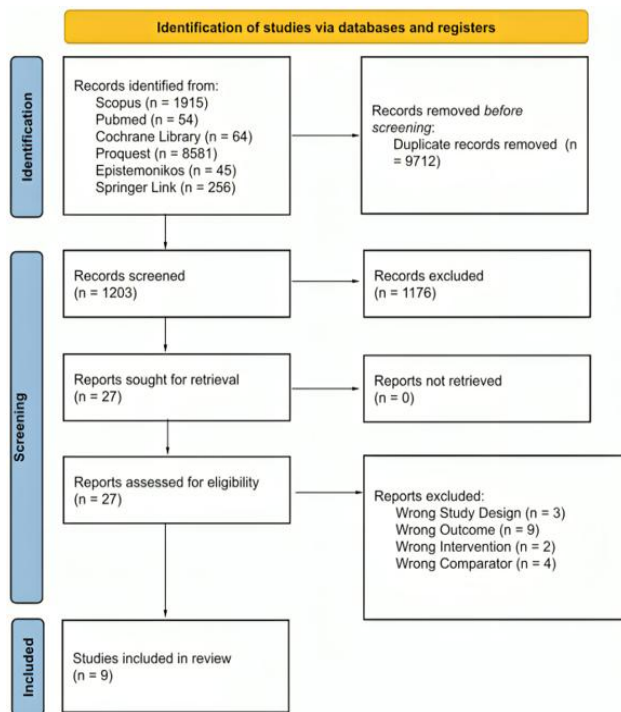 Identification of studies via databases and registers
Identification
Records identified from:
Scopus (n = 1915)
Pubmed (n = 54)
Cochrane Library (n = 64)
Proquest (n = 8581)
Epistemonikos (n = 45)
Springer Link (n = 256)
Records removed before
screening:
Duplicate records removed (n
= 9712)
Screening
Records screened
(n = 1203)
Records excluded
(n = 1176)
Reports sought for retrieval
(n = 27)
Reports not retrieved
(n = 0)
Reports assessed for eligibility
(n = 27)
Reports excluded:
Wrong Study Design (n = 3)
Wrong Outcome (n = 9)
Wrong Intervention (n = 2)
Wrong Comparator (n = 4)
Included
Studies included in review
(n = 9)